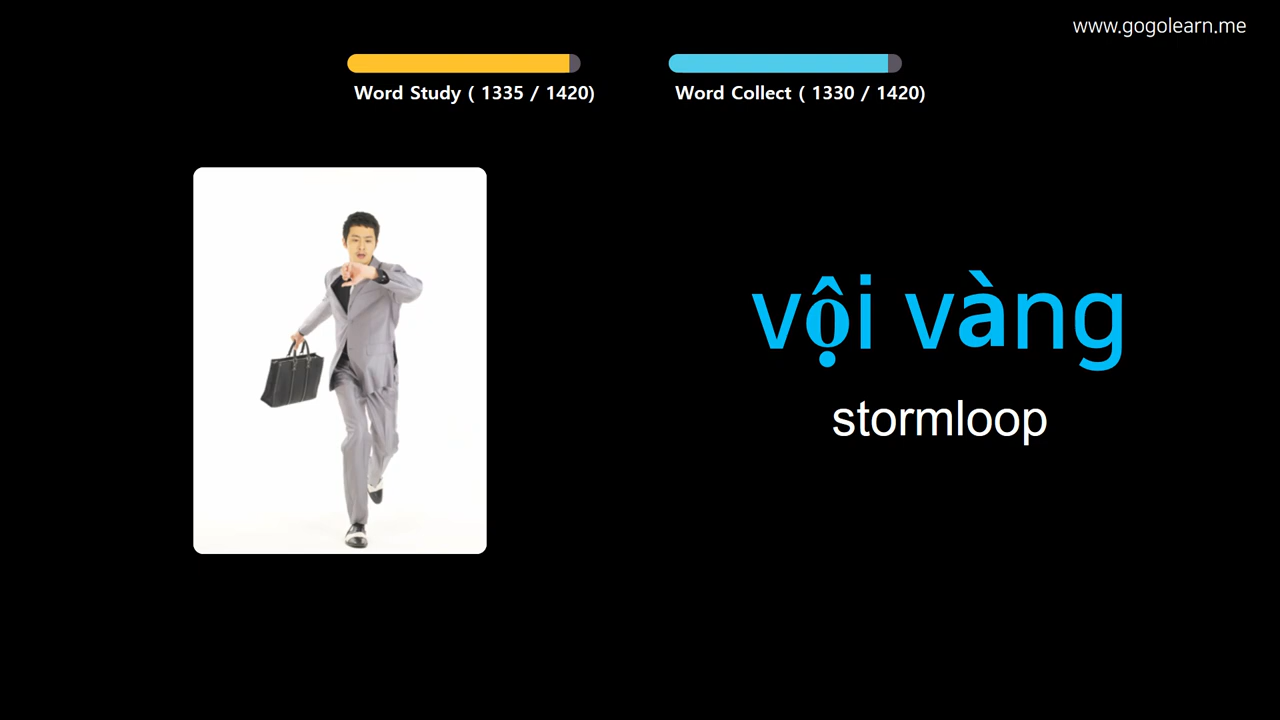 www.gogolearn.me
Word Study ( 1335 / 1420)
Word Collect ( 1330 / 1420)
vội vàng
stormloop